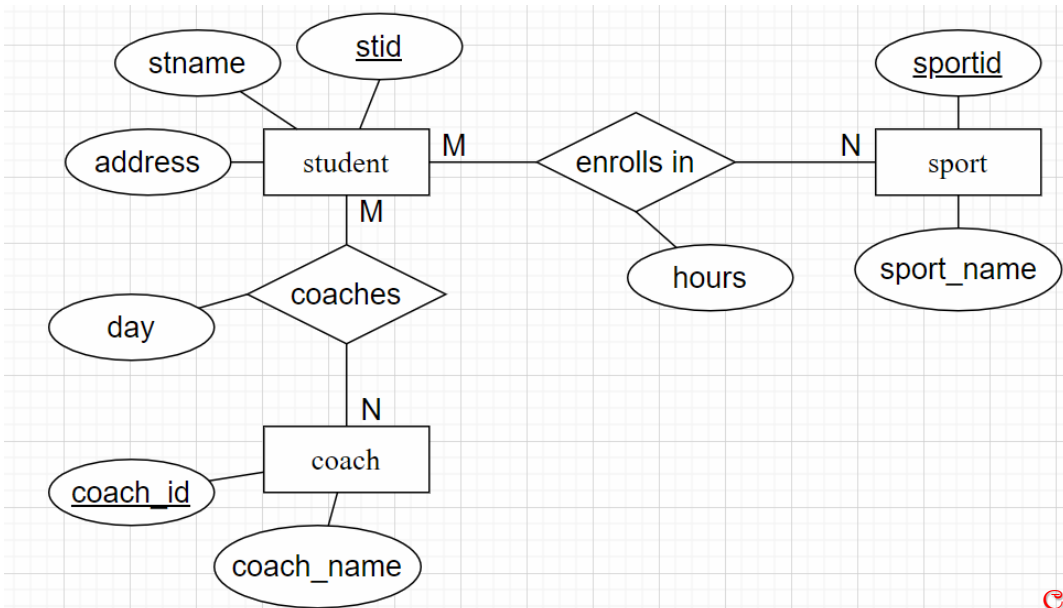 stname
stid
sportid
address
student
M
enrolls in
N
sport
M
hours
sport_name
coaches
day
N
coach
coach_id
coach_name